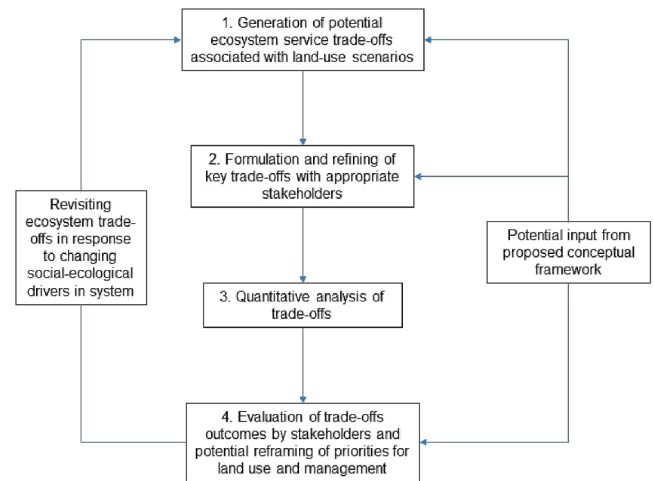 1. Generation of potential
ecosystem service trade-offs
associated with land-use scenarios
2. Formulation and refining of
key trade-offs with appropriate
stakeholders
Revisiting
ecosystem trade-
offs in response
to changing
social-ecological
drivers in system
Potential input from
proposed conceptual
framework
3. Quantitative analysis of
trade-offs
4. Evaluation of trade-offs
outcomes by stakeholders and
potential reframing of priorities for
land use and management